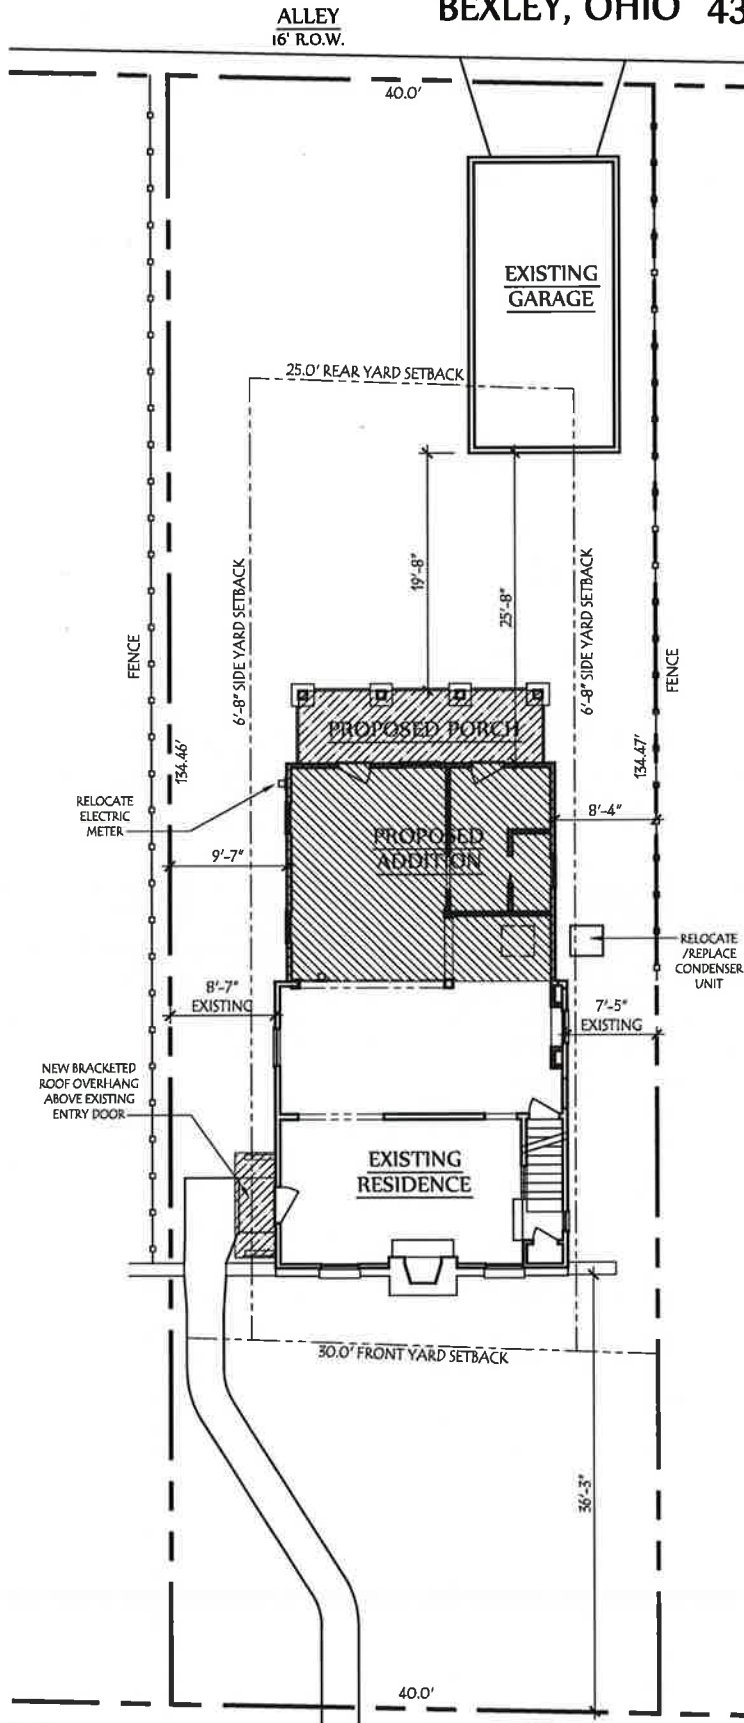 BEXLEY, OHIO 43
ALLEY
16' R.O.W.
40.0'
EXISTING
GARAGE
25.0' REAR YARD SETBACK
19'-8"
25'-8"
6'-8" SIDE YARD SETBACK
6'-8" SIDE YARD SETBACK
FENCE
FENCE
134.46'
134.47'
PROPOSED PORCH
RELOCATE
ELECTRIC
METER
8'-4"
PROPOSED
ADDITION
9'-7"
RELOCATE
/REPLACE
CONDENSER
UNIT
8'-7"
EXISTING
7'-5"
EXISTING
NEW BRACKETED
ROOF OVERHANG
ABOVE EXISTING
ENTRY DOOR
EXISTING
RESIDENCE
30.0' FRONT YARD SETBACK
36'-3"
40.0'